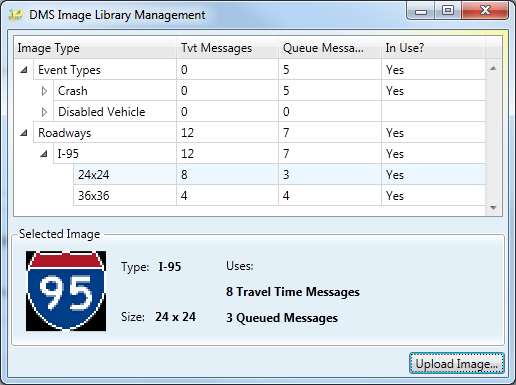 DMS Image Library Management
Image Type Tvt Messages Queue Messa... In Use?
Event Types 0 5 Yes
Crash 0 5 Yes
Disabled Vehicle 0 0
Roadways 12 7 Yes
I-95 12 7 Yes
24x24 8 3 Yes
36x36 4 4 Yes
Selected Image
95
Type: I-95 Uses:
8 Travel Time Messages
Size: 24 x 24 3 Queued Messages
Upload Image...